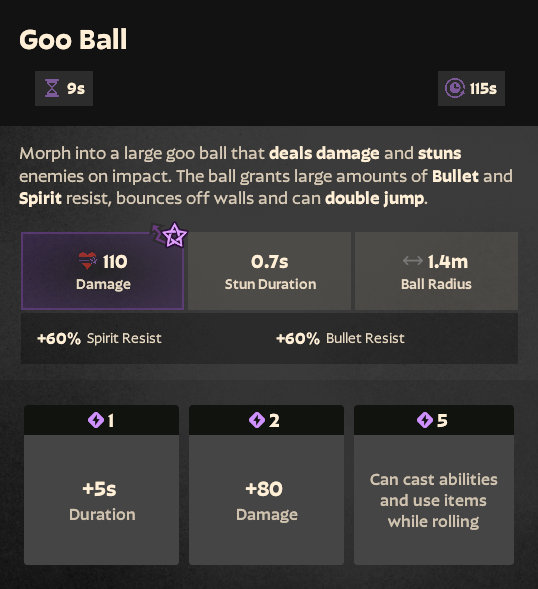 Goo Ball
9s
115s
Morph into a large goo ball that deals damage and stuns
enemies on impact. The ball grants large amounts of Bullet and
Spirit resist, bounces off walls and can double jump.
110
Damage
0.7s
Stun Duration
1.4m
Ball Radius
+60% Spirit Resist
+60% Bullet Resist
1
+5s
Duration
2
+80
Damage
5
Can cast abilities
and use items
while rolling